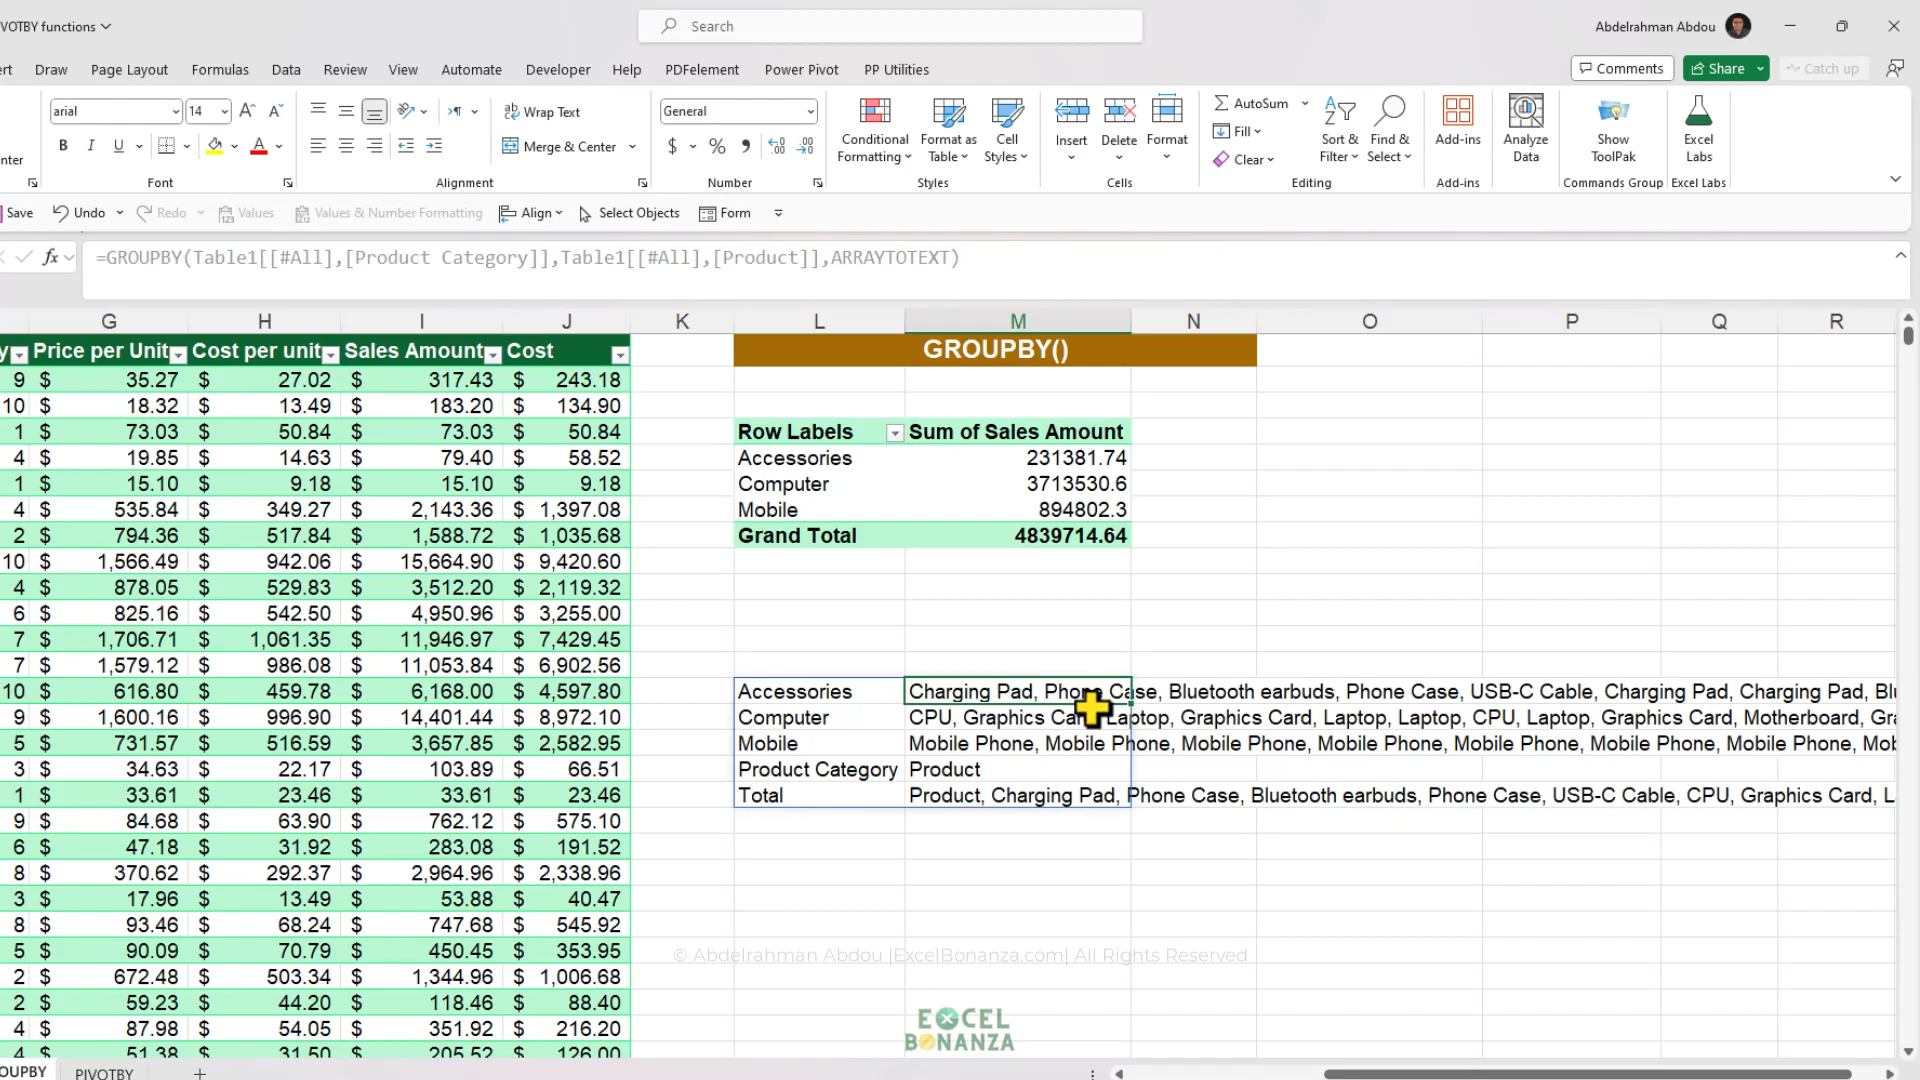 VOTBY functions
Search
Abdelrahman Abdou
ert Draw Page Layout Formulas Data Review View Automate Developer Help PDFelement Power Pivot PP Utilities
Comments Share Catch up
arial 14 Wrap Text General AutoSum
Fill
B I U Merge & Center $ % Clear
Conditional Formatting Format as Table Cell Styles Insert Delete Format Sort & Filter Find & Select Add-ins Analyze Data Show ToolPak Excel Labs
Font Alignment Number Styles Cells Editing Add-ins Commands Group Excel Labs
Save Undo Redo Values Values & Number Formatting Align Select Objects Form
fx =GROUPBY(Table1[[#All],[Product Category]],Table1[[#All],[Product]],ARRAYTOTEXT)
G H I J K L M N O P Q R
y Price per Unit Cost per unit Sales Amount Cost GROUPBY()
9 $ 35.27 $ 27.02 $ 317.43 $ 243.18
10 $ 18.32 $ 13.49 $ 183.20 $ 134.90
1 $ 73.03 $ 50.84 $ 73.03 $ 50.84 Row Labels Sum of Sales Amount
4 $ 19.85 $ 14.63 $ 79.40 $ 58.52 Accessories 231381.74
1 $ 15.10 $ 9.18 $ 15.10 $ 9.18 Computer 3713530.6
4 $ 535.84 $ 349.27 $ 2,143.36 $ 1,397.08 Mobile 894802.3
2 $ 794.36 $ 517.84 $ 1,588.72 $ 1,035.68 Grand Total 4839714.64
10 $ 1,566.49 $ 942.06 $ 15,664.90 $ 9,420.60
4 $ 878.05 $ 529.83 $ 3,512.20 $ 2,119.32
6 $ 825.16 $ 542.50 $ 4,950.96 $ 3,255.00
7 $ 1,706.71 $ 1,061.35 $ 11,946.97 $ 7,429.45
7 $ 1,579.12 $ 986.08 $ 11,053.84 $ 6,902.56
10 $ 616.80 $ 459.78 $ 6,168.00 $ 4,597.80 Accessories Charging Pad, Phone Case, Bluetooth earbuds, Phone Case, USB-C Cable, Charging Pad, Charging Pad, Bl
9 $ 1,600.16 $ 996.90 $ 14,401.44 $ 8,972.10 Computer CPU, Graphics Card, Laptop, Graphics Card, Laptop, Laptop, CPU, Laptop, Graphics Card, Motherboard, Gra
5 $ 731.57 $ 516.59 $ 3,657.85 $ 2,582.95 Mobile Mobile Phone, Mobile Phone, Mobile Phone, Mobile Phone, Mobile Phone, Mobile Phone, Mobile Phone, Mob
3 $ 34.63 $ 22.17 $ 103.89 $ 66.51 Product Category Product
1 $ 33.61 $ 23.46 $ 33.61 $ 23.46 Total Product, Charging Pad, Phone Case, Bluetooth earbuds, Phone Case, USB-C Cable, CPU, Graphics Card, L
9 $ 84.68 $ 63.90 $ 762.12 $ 575.10
6 $ 47.18 $ 31.92 $ 283.08 $ 191.52
8 $ 370.62 $ 292.37 $ 2,964.96 $ 2,338.96
3 $ 17.96 $ 13.49 $ 53.88 $ 40.47
8 $ 93.46 $ 68.24 $ 747.68 $ 545.92
5 $ 90.09 $ 70.79 $ 450.45 $ 353.95
© Abdelrahman Abdou |ExcelBonanza.com| All Rights Reserved
2 $ 672.48 $ 503.34 $ 1,344.96 $ 1,006.68
2 $ 59.23 $ 44.20 $ 118.46 $ 88.40
4 $ 87.98 $ 54.05 $ 351.92 $ 216.20
4 $ 51.38 $ 31.50 $ 205.52 $ 126.00
EXCEL
BONANZA
OUPBY PIVOTBY